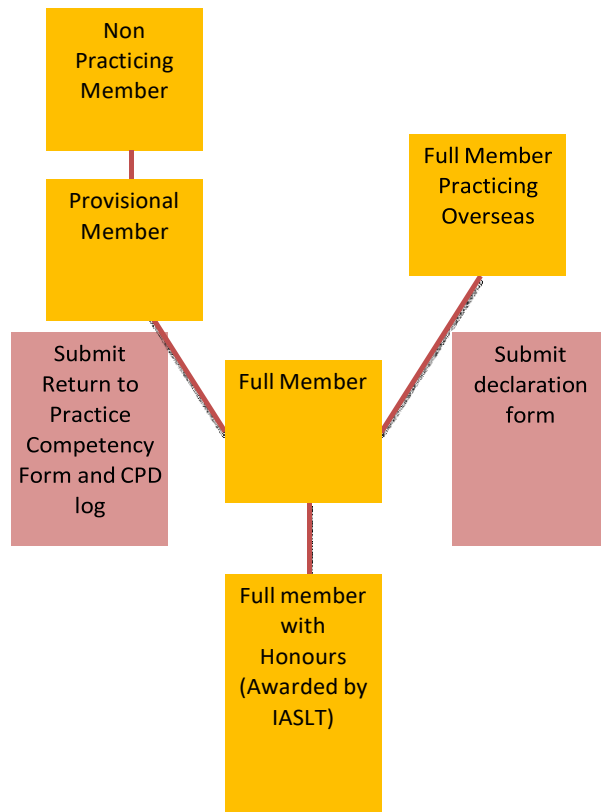 Non
Practicing
Member
Full Member
Practicing
Overseas
Provisional
Member
Submit
Return to
Practice
Competency
Form and CPD
log
Full Member
Submit
declaration
form
Full member
with
Honours
(Awarded by
IASLT)